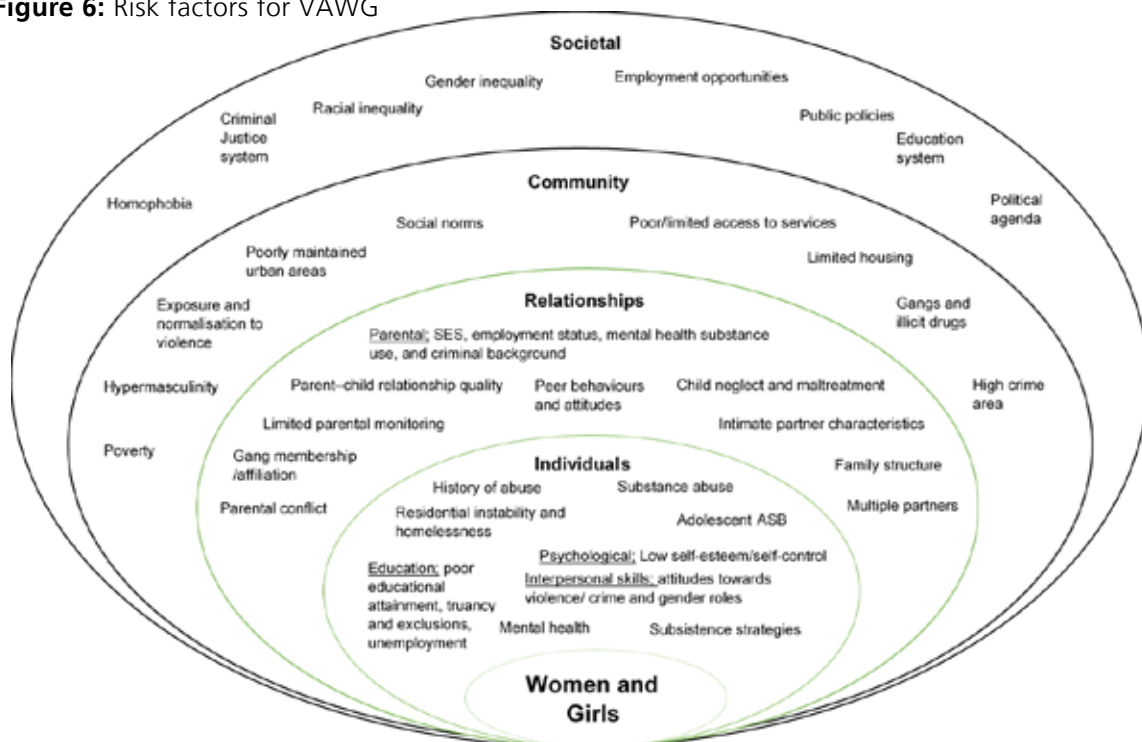 Figure 6: Risk factors for VAWG
Societal
Gender inequality
Employment opportunities
Racial inequality
Public policies
Criminal
Justice
system
Education
system
Homophobia
Political
agenda
Community
Social norms
Poor/limited access to services
Poorly maintained
urban areas
Limited housing
Exposure and
normalisation to
violence
Gangs and
illicit drugs
Hypermasculinity
High crime
area
Poverty
Relationships
Parental; SES, employment status, mental health substance
use, and criminal background
Parent–child relationship quality
Peer behaviours
and attitudes
Child neglect and maltreatment
Limited parental monitoring
Intimate partner characteristics
Gang membership
/affiliation
Family structure
Parental conflict
Multiple partners
Individuals
History of abuse
Substance abuse
Residential instability and
homelessness
Adolescent ASB
Psychological; Low self-esteem/self-control
Education; poor
educational
attainment, truancy
and exclusions,
unemployment
Interpersonal skills; attitudes towards
violence/ crime and gender roles
Mental health
Subsistence strategies
Women and
Girls